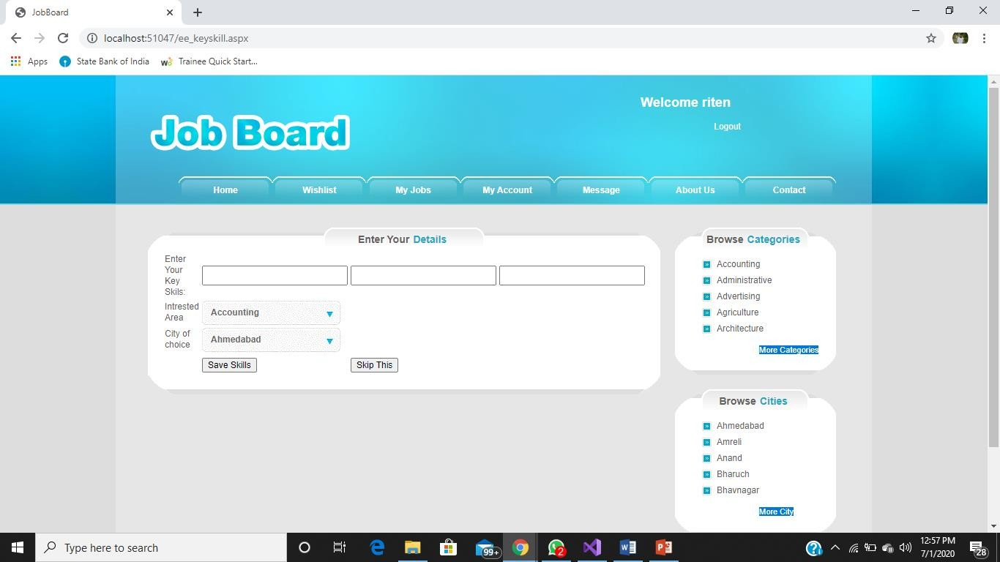 JobBoard
localhost:51047/ee_keyskill.aspx
Apps State Bank of India Trainee Quick Start...
Welcome riten
Logout
Job Board
Home Wishlist My Jobs My Account Message About Us Contact
Enter Your Details
Enter
Your
Key
Skils:
Intrested
Area
Accounting
City of
choice
Ahmedabad
Save Skills Skip This
Browse Categories
Accounting
Administrative
Advertising
Agriculture
Architecture
More Categories
Browse Cities
Ahmedabad
Amreli
Anand
Bharuch
Bhavnagar
More City
Type here to search
99+
2
12:57 PM
7/1/2020
28